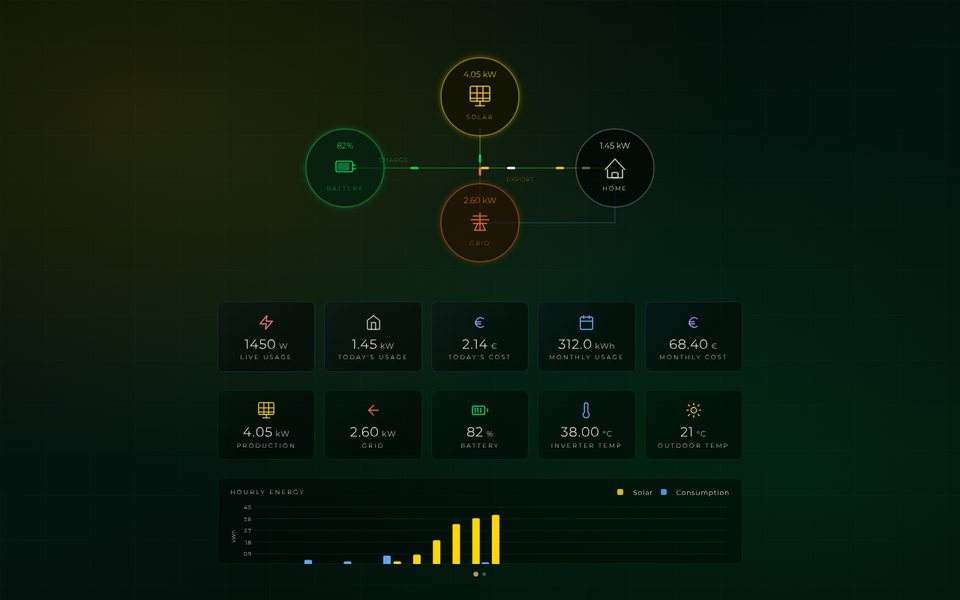 4.05 kW
SOLAR
82%
BATTERY
CHARGE
1.45 kW
HOME
EXPORT
2.60 kW
GRID
1450 W
LIVE USAGE
1.45 kW
TODAY'S USAGE
2.14 €
TODAY'S COST
312.0 kWh
MONTHLY USAGE
68.40 €
MONTHLY COST
4.05 kW
PRODUCTION
2.60 kW
GRID
82 %
BATTERY
38.00 °C
INVERTER TEMP
21 °C
OUTDOOR TEMP
HOURLY ENERGY
Solar
Consumption
kWh
4.5
3.6
2.7
1.8
0.9